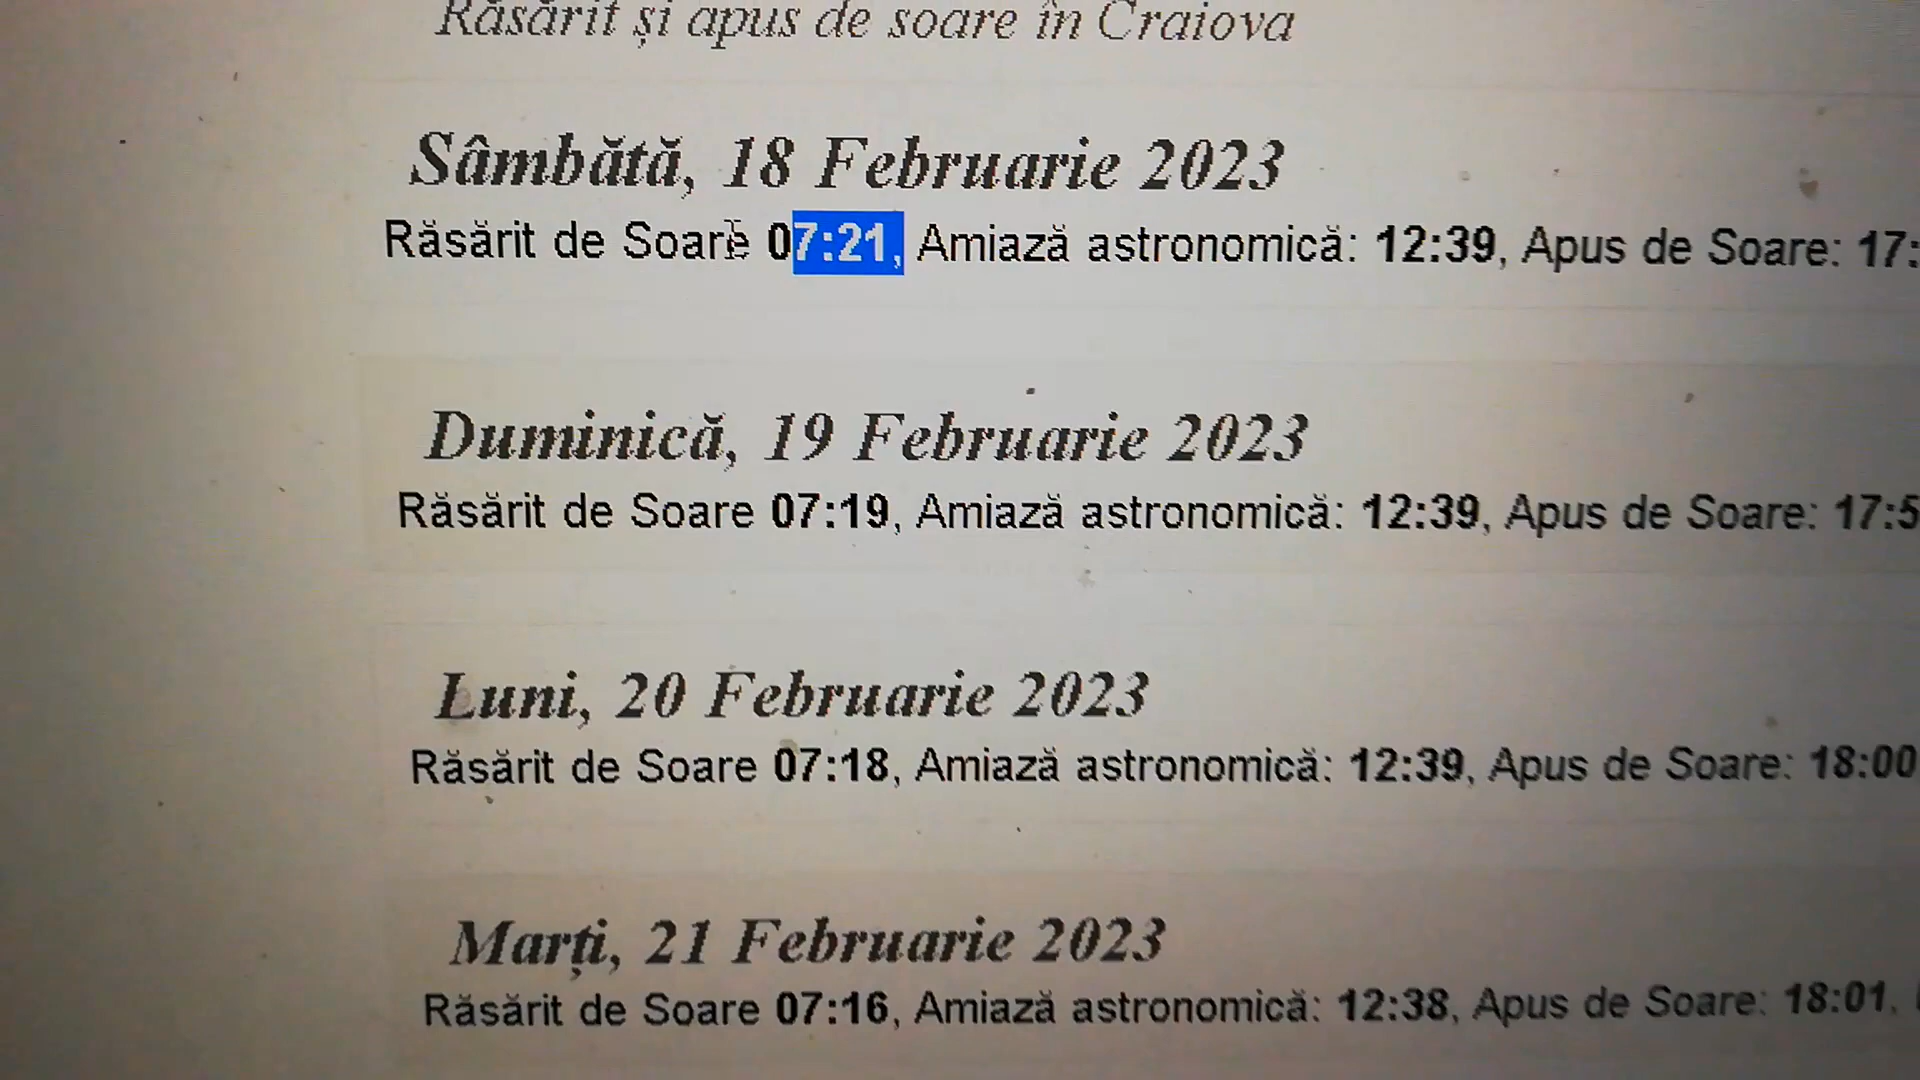 Răsărit și apus de soare în Craiova
Sâmbătă, 18 Februarie 2023
Răsărit de Soare 07:21, Amiază astronomică: 12:39, Apus de Soare: 17:
Duminică, 19 Februarie 2023
Răsărit de Soare 07:19, Amiază astronomică: 12:39, Apus de Soare: 17:5
Luni, 20 Februarie 2023
Răsărit de Soare 07:18, Amiază astronomică: 12:39, Apus de Soare: 18:00
Marți, 21 Februarie 2023
Răsărit de Soare 07:16, Amiază astronomică: 12:38, Apus de Soare: 18:01,